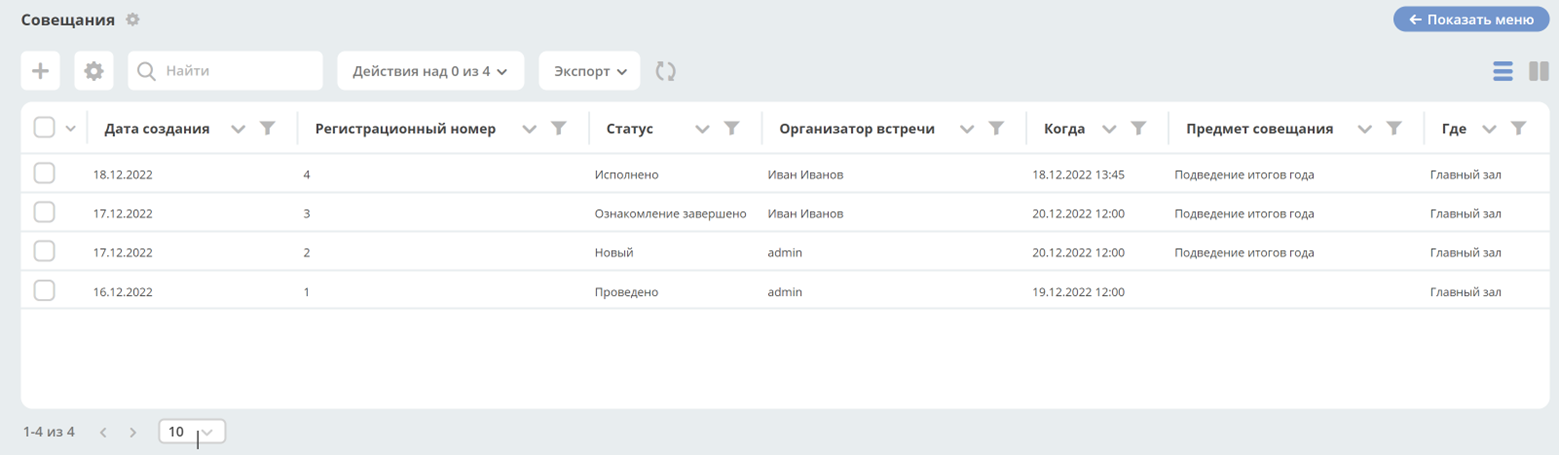 Совещания
← Показать меню
Найти
Действия над 0 из 4
Экспорт
Дата создания Регистрационный номер Статус Организатор встречи Когда Предмет совещания Где
18.12.2022 4 Исполнено Иван Иванов 18.12.2022 13:45 Подведение итогов года Главный зал
17.12.2022 3 Ознакомление завершено Иван Иванов 20.12.2022 12:00 Подведение итогов года Главный зал
17.12.2022 2 Новый admin 20.12.2022 12:00 Подведение итогов года Главный зал
16.12.2022 1 Проведено admin 19.12.2022 12:00 Главный зал
1-4 из 4 10